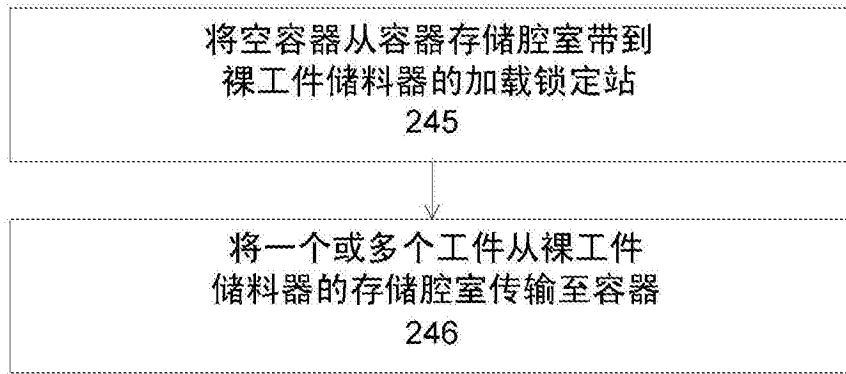 将空容器从容器存储腔室带到
裸工件储料器的加载锁定站
245
将一个或多个工件从裸工件
储料器的存储腔室传输至容器
246